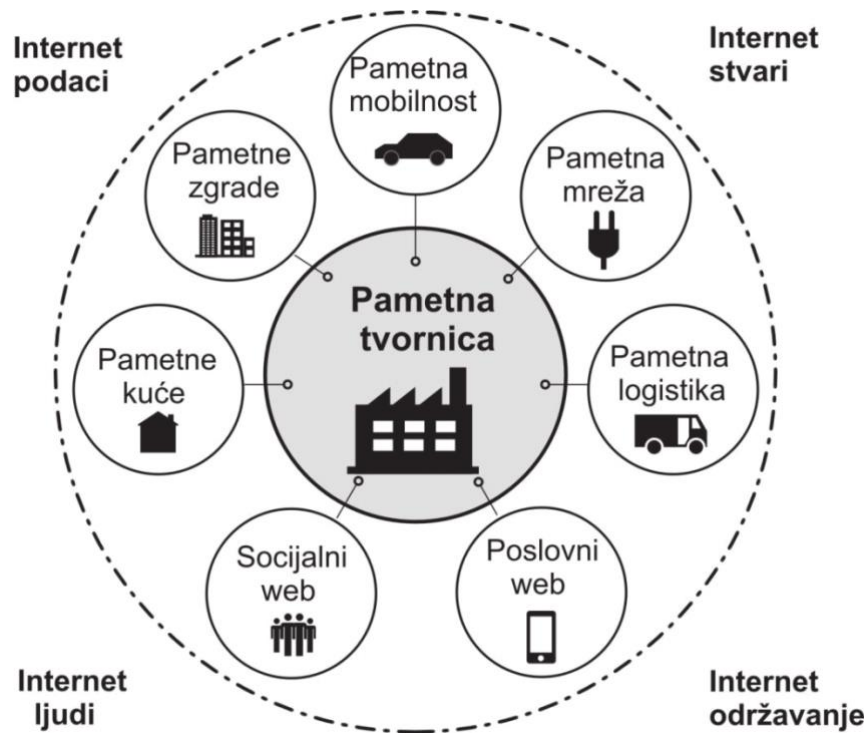 Internet
podaci
Internet
stvari
Pametna
mobilnost
Pametne
zgrade
Pametna
mreža
Pametna
tvornica
Pametne
kuće
Pametna
logistika
Socijalni
web
Poslovni
web
Internet
ljudi
Internet
održavanje